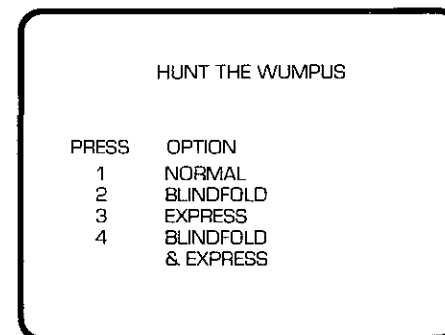 HUNT THE WUMPUS
PRESS OPTION
1 NORMAL
2 BLINDFOLD
3 EXPRESS
4 BLINDFOLD
& EXPRESS